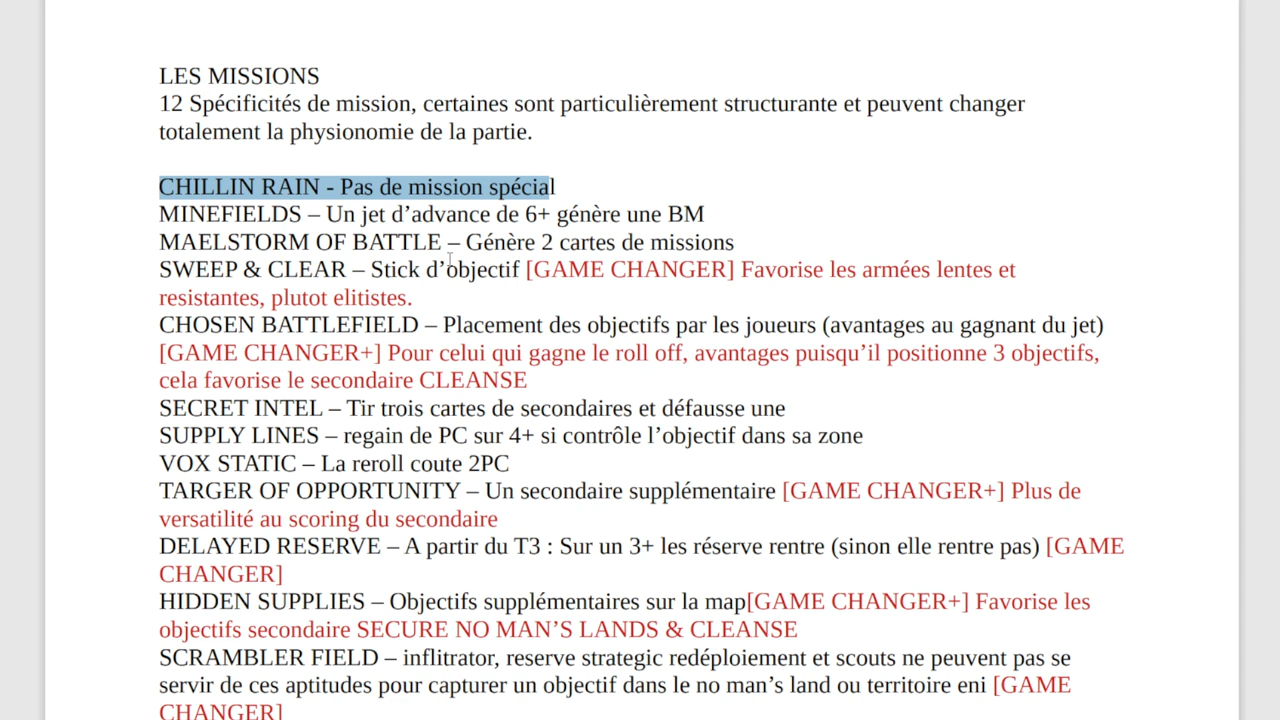 LES MISSIONS
12 Spécificités de mission, certaines sont particulièrement structurante et peuvent changer
totalement la physionomie de la partie.
CHILLIN RAIN - Pas de mission spécial
MINEFIELDS – Un jet d’advance de 6+ génère une BM
MAELSTORM OF BATTLE – Génère 2 cartes de missions
SWEEP & CLEAR – Stick d’objectif [GAME CHANGER] Favorise les armées lentes et
resistantes, plutot elitistes.
CHOSEN BATTLEFIELD – Placement des objectifs par les joueurs (avantages au gagnant du jet)
[GAME CHANGER+] Pour celui qui gagne le roll off, avantages puisqu’il positionne 3 objectifs,
cela favorise le secondaire CLEANSE
SECRET INTEL – Tir trois cartes de secondaires et défausse une
SUPPLY LINES – regain de PC sur 4+ si contrôle l’objectif dans sa zone
VOX STATIC – La reroll coute 2PC
TARGER OF OPPORTUNITY – Un secondaire supplémentaire [GAME CHANGER+] Plus de
versatilité au scoring du secondaire
DELAYED RESERVE – A partir du T3 : Sur un 3+ les réserve rentre (sinon elle rentre pas) [GAME
CHANGER]
HIDDEN SUPPLIES – Objectifs supplémentaires sur la map[GAME CHANGER+] Favorise les
objectifs secondaire SECURE NO MAN’S LANDS & CLEANSE
SCRAMBLER FIELD – inflitrator, reserve strategic redéploiement et scouts ne peuvent pas se
servir de ces aptitudes pour capturer un objectif dans le no man’s land ou territoire eni [GAME
CHANGER]